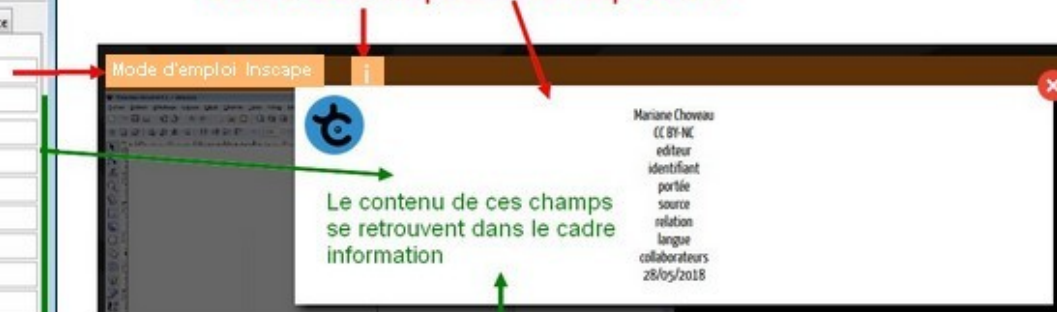 Mode d'emploi Inscape
i
Mariane Choveau
CC BY-NC
editeur
identifiant
portée
source
relation
langue
collaborateurs
28/05/2018
Le contenu de ces champs
se retrouvent dans le cadre
information